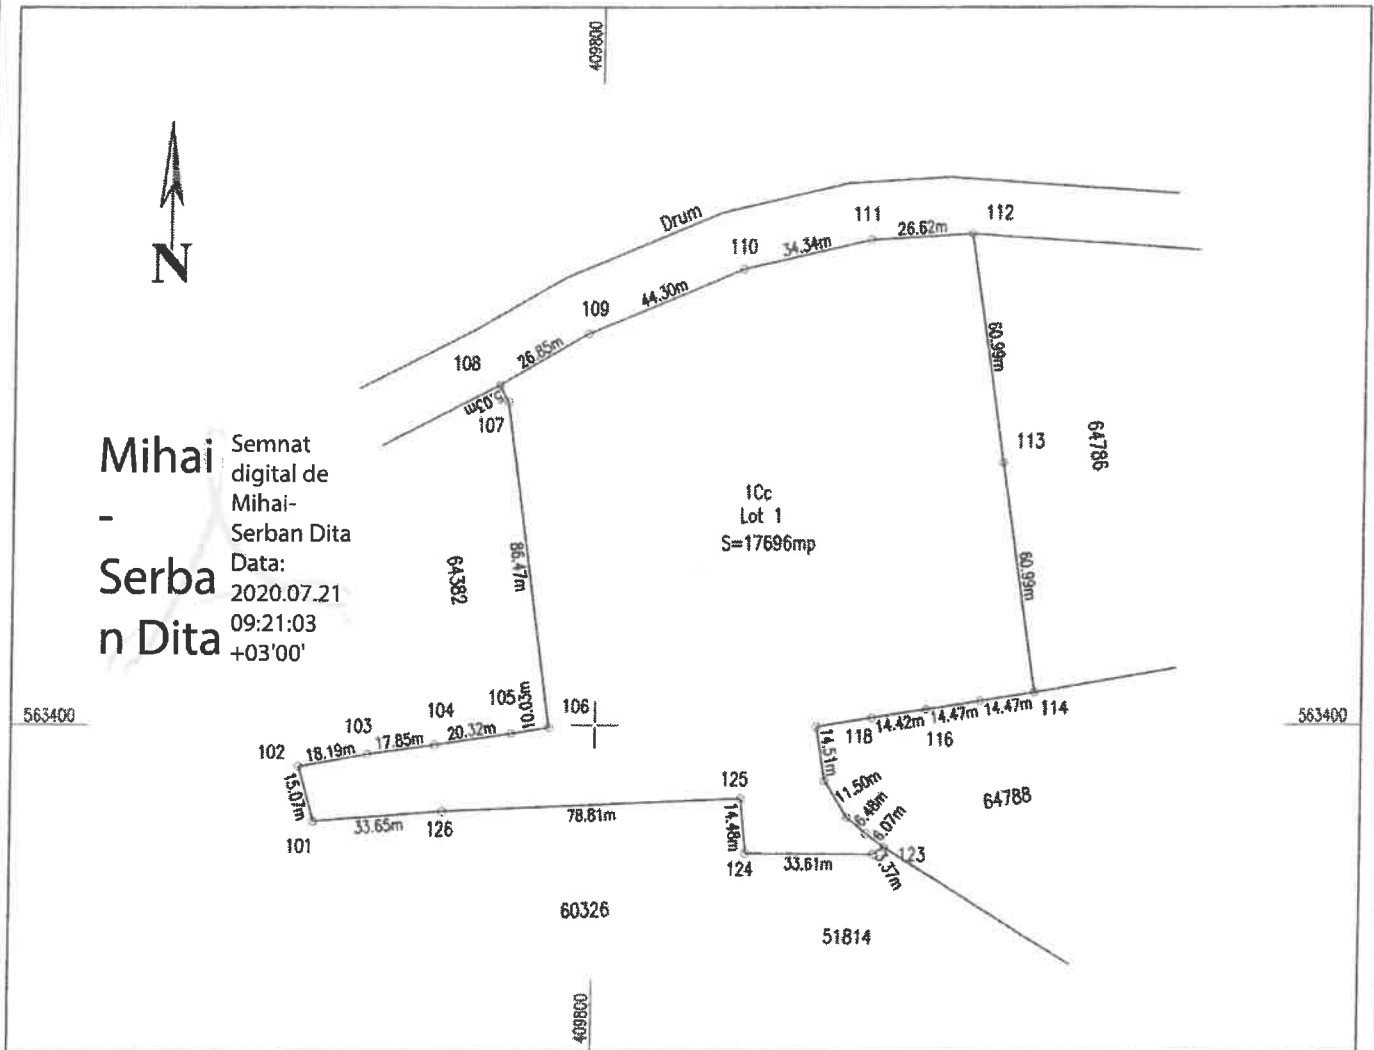 409800
N
Drum
108
26.85m
109
44.30m
110
34.34m
111
26.62m
112
5.03m
107
60.99m
113
64786
1Cc
Lot 1
S=17696mp
86.47m
64382
60.99m
Mihai
-
Serba
n Dita
Semnat
digital de
Mihai-
Serban Dita
Data:
2020.07.21
09:21:03
+03'00'
563400
102
18.19m
103
17.85m
104
20.32m
105
10.03m
106
118
14.42m
14.47m
116
14.47m
114
563400
15.07m
101
33.65m
126
78.81m
125
14.48m
124
33.61m
14.51m
11.50m
6.48m
6.07m
123
64788
60326
51814
409800